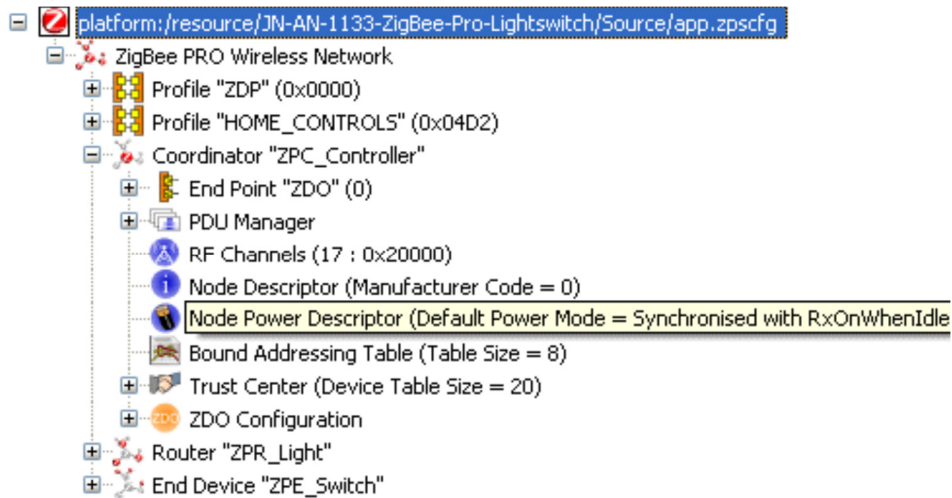 platform:/resource/JN-AN-1133-ZigBee-Pro-Lightswitch/Source/app.zpscfg
ZigBee PRO Wireless Network
Profile "ZDP" (0x0000)
Profile "HOME_CONTROLS" (0x04D2)
Coordinator "ZPC_Controller"
End Point "ZDO" (0)
PDU Manager
RF Channels (17 : 0x20000)
Node Descriptor (Manufacturer Code = 0)
Node Power Descriptor (Default Power Mode = Synchronised with RxOnWhenIdle
Bound Addressing Table (Table Size = 8)
Trust Center (Device Table Size = 20)
ZDO ZDO Configuration
Router "ZPR_Light"
End Device "ZPE_Switch"